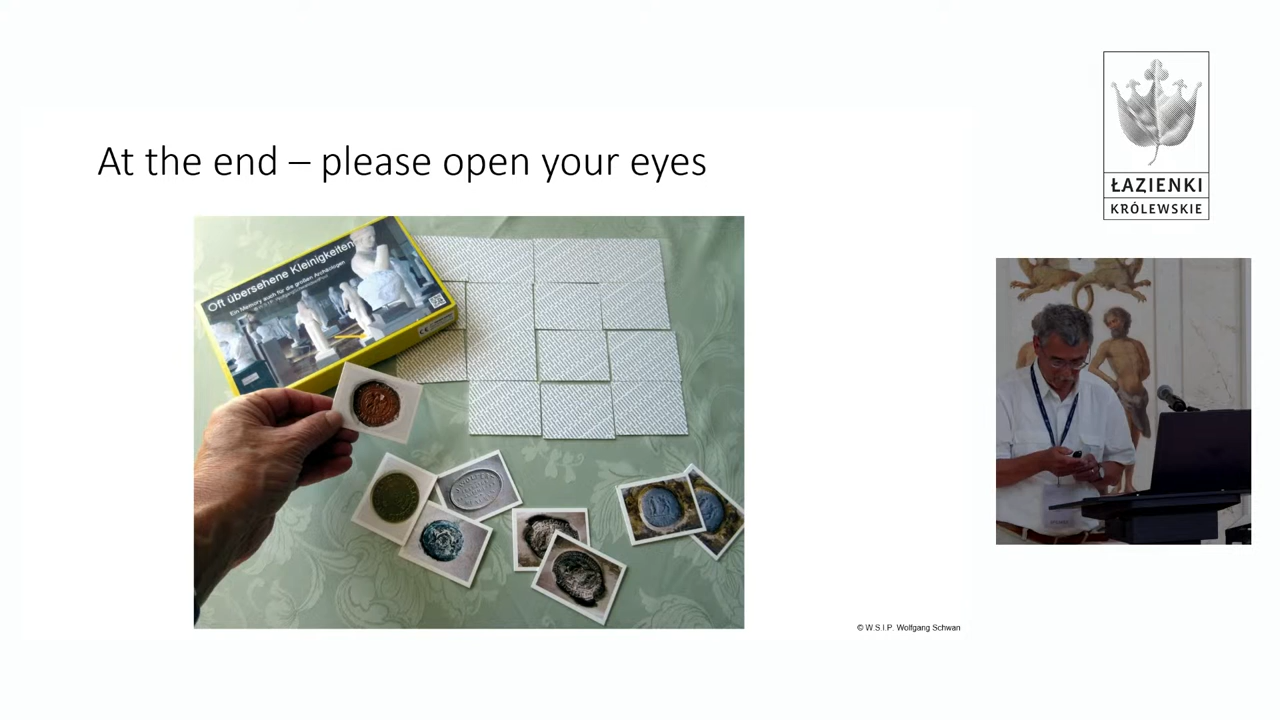 At the end – please open your eyes
Oft übersehene Kleinigkeiten
Ein Memory auch für die großen Archäologen
CE
© W.S.I.P. Wolfgang Schwan
ŁAZIENKI
KRÓLEWSKIE